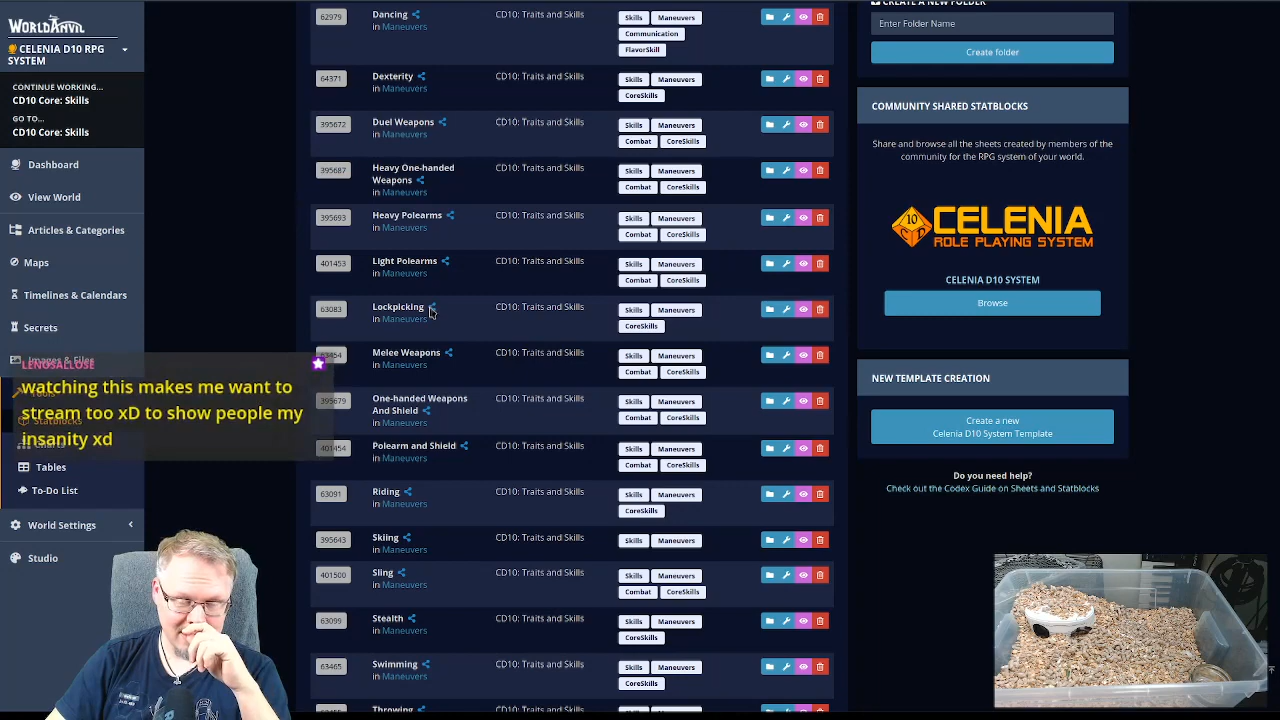 WORLDANVIL
CELENIA D10 RPG
SYSTEM
CONTINUE WORKING...
CD10 Core: Skills
GO TO...
CD10 Core: Skills
Dashboard
View World
Articles & Categories
Maps
Timelines & Calendars
Secrets
Images & Files
LENOSALLOSE
watching this makes me want to
stream too xD to show people my
insanity xd
Statblocks
Tables
To-Do List
World Settings
Studio
62979
Dancing
in Maneuvers
CD10: Traits and Skills
Skills Maneuvers
Communication
FlavorSkill
64371
Dexterity
in Maneuvers
CD10: Traits and Skills
Skills Maneuvers
CoreSkills
395672
Duel Weapons
in Maneuvers
CD10: Traits and Skills
Skills Maneuvers
Combat CoreSkills
395687
Heavy One-handed
Weapons
in Maneuvers
CD10: Traits and Skills
Skills Maneuvers
Combat CoreSkills
395693
Heavy Polearms
in Maneuvers
CD10: Traits and Skills
Skills Maneuvers
Combat CoreSkills
401453
Light Polearms
in Maneuvers
CD10: Traits and Skills
Skills Maneuvers
Combat CoreSkills
63083
Lockpicking
in Maneuvers
CD10: Traits and Skills
Skills Maneuvers
CoreSkills
63454
Melee Weapons
in Maneuvers
CD10: Traits and Skills
Skills Maneuvers
Combat CoreSkills
395679
One-handed Weapons
And Shield
in Maneuvers
CD10: Traits and Skills
Skills Maneuvers
Combat CoreSkills
401454
Polearm and Shield
in Maneuvers
CD10: Traits and Skills
Skills Maneuvers
Combat CoreSkills
63091
Riding
in Maneuvers
CD10: Traits and Skills
Skills Maneuvers
CoreSkills
395643
Skiing
in Maneuvers
CD10: Traits and Skills
Skills Maneuvers
401500
Sling
in Maneuvers
CD10: Traits and Skills
Skills Maneuvers
Combat CoreSkills
63099
Stealth
in Maneuvers
CD10: Traits and Skills
Skills Maneuvers
CoreSkills
63465
Swimming
in Maneuvers
CD10: Traits and Skills
Skills Maneuvers
CoreSkills
Throwing
CREATE A NEW FOLDER
Enter Folder Name
Create folder
COMMUNITY SHARED STATBLOCKS
Share and browse all the sheets created by members of the
community for the RPG system of your world.
10
CELENIA
ROLE PLAYING SYSTEM
CELENIA D10 SYSTEM
Browse
NEW TEMPLATE CREATION
Create a new
Celenia D10 System Template
Do you need help?
Check out the Codex Guide on Sheets and Statblocks